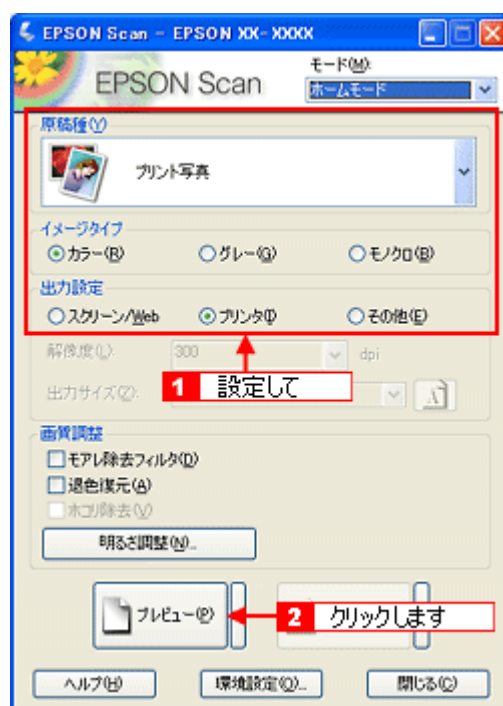 EPSON Scan - EPSON XX-XXXX
EPSON Scan
モード(M):
ホームモード
原稿種(Y)
プリント写真
イメージタイプ
カラー(R) グレー(G) モノクロ(B)
出力設定
スクリーン/Web プリンタ(I) その他(E)
解像度(L): 300 dpi
1 設定して
出力サイズ(Z):
画質調整
モアレ除去フィルタ(D)
退色復元(A)
ホコリ除去(V)
明るさ調整(N)...
プレビュー(P) 2 クリックします
ヘルプ(H) 環境設定(O)... 閉じる(C)